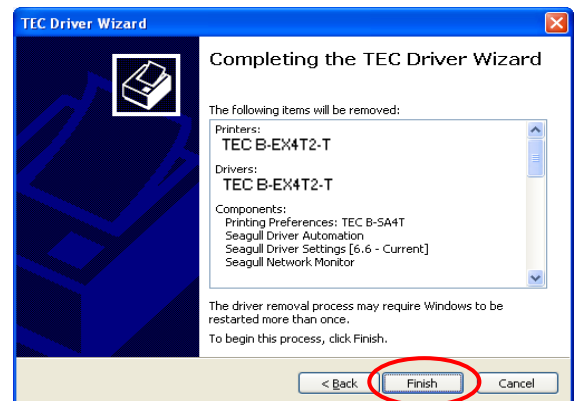 TEC Driver Wizard
Completing the TEC Driver Wizard
The following items will be removed:
Printers:
TEC B-EX4T2-T
Drivers:
TEC B-EX4T2-T
Components:
Printing Preferences: TEC B-SA4T
Seagull Driver Automation
Seagull Driver Settings [6.6 - Current]
Seagull Network Monitor
The driver removal process may require Windows to be
restarted more than once.
To begin this process, click Finish.
< Back
Finish
Cancel